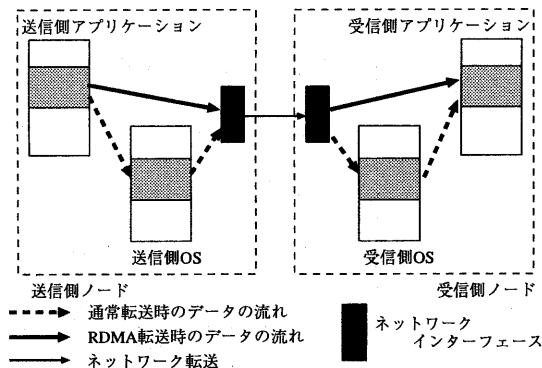 送信側アプリケーション
受信側アプリケーション
送信側OS
受信側OS
送信側ノード
受信側ノード
通常転送時のデータの流れ
RDMA転送時のデータの流れ
ネットワーク転送
ネットワーク
インターフェース